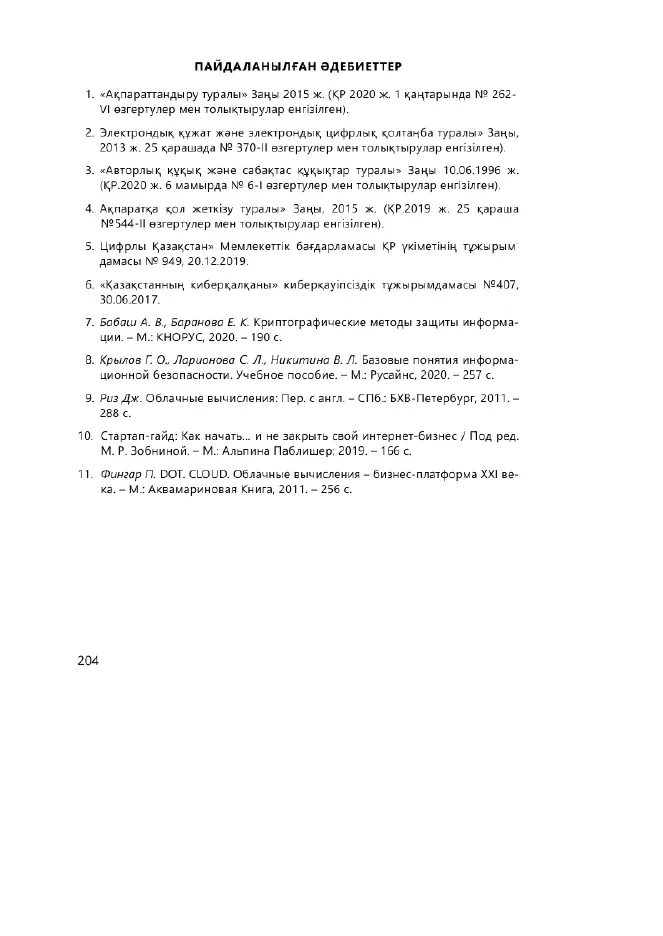 ПАЙДАЛАНЫЛҒАН ӘДЕБИЕТТЕР
1. «Ақпараттандыру туралы» Заңы 2015 ж. (ҚР 2020 ж. 1 қаңтарында № 262-
VI өзгертулер мен толықтырулар енгізілген).
2. Электрондық құжат және электрондық цифрлық қолтаңба туралы» Заңы,
2013 ж. 25 қарашада № 370-II өзгертулер мен толықтырулар енгізілген).
3. «Авторлық құқық және сабақтас құқықтар туралы» Заңы 10.06.1996 ж.
(ҚР.2020 ж. 6 мамырда № 6-I өзгертулер мен толықтырулар енгізілген).
4. Ақпаратқа қол жеткізу туралы» Заңы, 2015 ж. (ҚР.2019 ж. 25 қараша
№544-II өзгертулер мен толықтырулар енгізілген).
5. Цифрлы Қазақстан» Мемлекеттік бағдарламасы ҚР үкіметінің тұжырым-
дамасы № 949, 20.12.2019.
6. «Қазақстанның киберқалқаны» киберқауіпсіздік тұжырымдамасы №407,
30.06.2017.
7. Бабаш А. В., Баранова Е. К. Криптографические методы защиты информа-
ции. – М.: КНОРУС, 2020. – 190 с.
8. Крылов Г. О., Ларионова С. Л., Никитина В. Л. Базовые понятия информа-
ционной безопасности. Учебное пособие. – М.: Русайнс, 2020. – 257 с.
9. Риз Дж. Облачные вычисления: Пер. с англ. – СПб.: БХВ-Петербург, 2011. –
288 с.
10. Стартап-гайд: Как начать... и не закрыть свой интернет-бизнес / Под ред.
М. Р. Зобниной. – М.: Альпина Паблишер; 2019. – 166 с.
11. Фингар П. DOT. CLOUD. Облачные вычисления – бизнес-платформа XXI ве-
ка. – М.: Аквамариновая Книга, 2011. – 256 с.
204